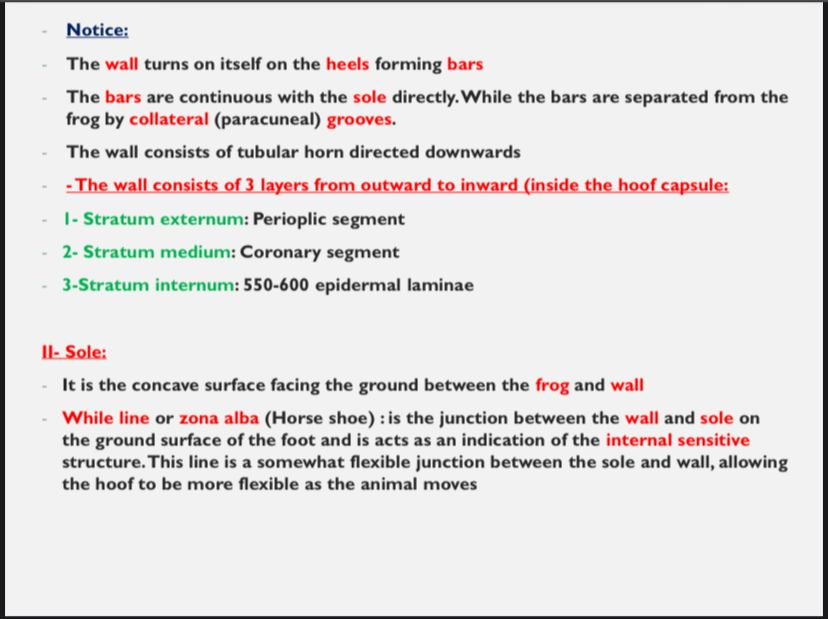 - Notice:
- The wall turns on itself on the heels forming bars
- The bars are continuous with the sole directly. While the bars are separated from the
frog by collateral (paracuneal) grooves.
- The wall consists of tubular horn directed downwards
- - The wall consists of 3 layers from outward to inward (inside the hoof capsule:
- 1- Stratum externum: Perioplic segment
- 2- Stratum medium: Coronary segment
- 3-Stratum internum: 550-600 epidermal laminae
II- Sole:
- It is the concave surface facing the ground between the frog and wall
- While line or zona alba (Horse shoe) : is the junction between the wall and sole on
the ground surface of the foot and is acts as an indication of the internal sensitive
structure. This line is a somewhat flexible junction between the sole and wall, allowing
the hoof to be more flexible as the animal moves